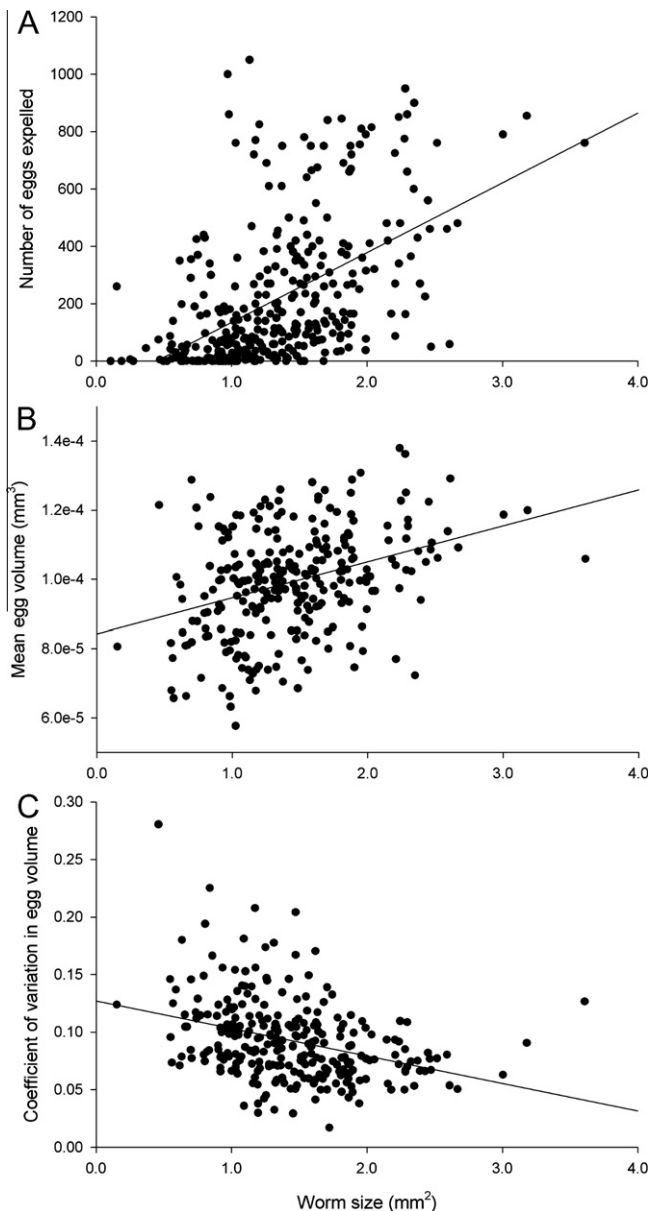 A
Number of eggs expelled
1200
1000
800
600
400
200
0
0.0 1.0 2.0 3.0 4.0
B
Mean egg volume (mm³)
1.4e-4
1.2e-4
1.0e-4
8.0e-5
6.0e-5
0.0 1.0 2.0 3.0 4.0
C
Coefficient of variation in egg volume
0.30
0.25
0.20
0.15
0.10
0.05
0.00
0.0 1.0 2.0 3.0 4.0
Worm size (mm²)